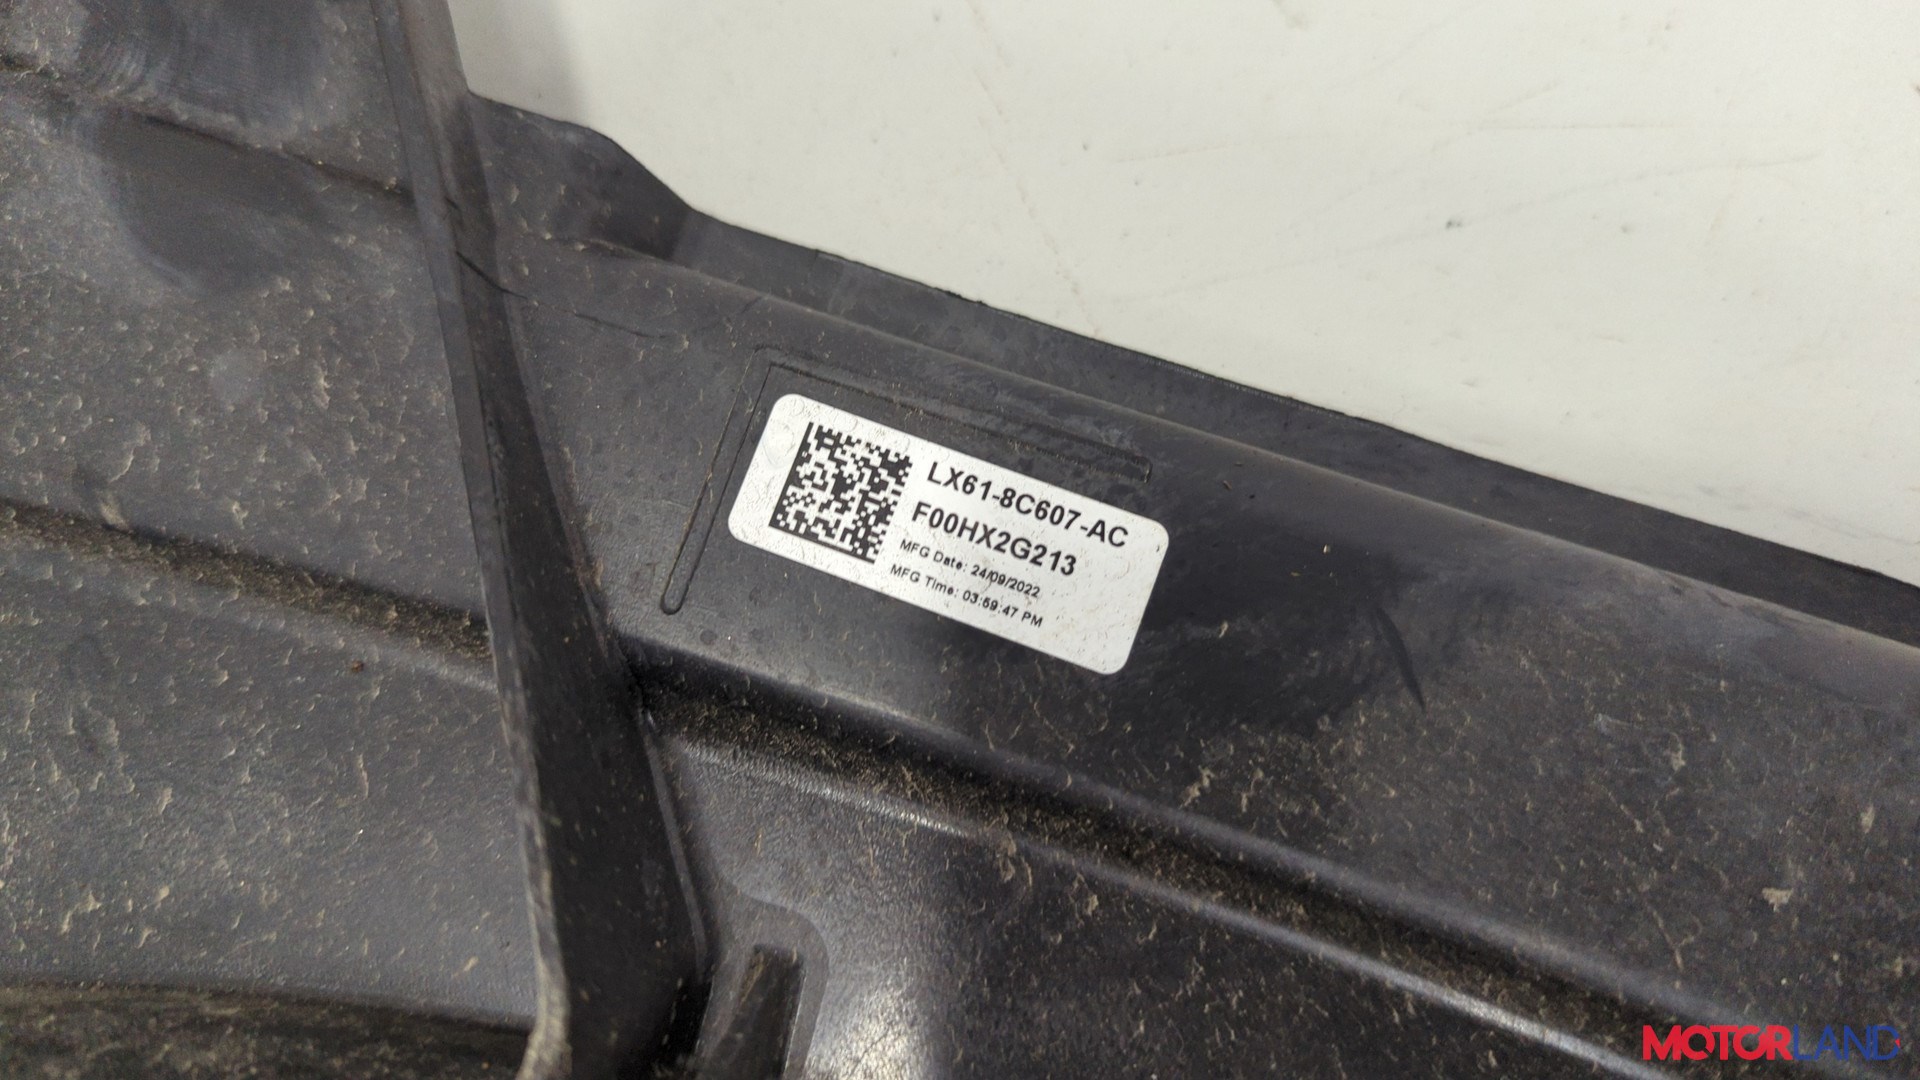 LX61-8C607-AC
F00HX2G213
MFG Date: 24/09/2022
MFG Time: 03:59:47 PM
MOTORLAND